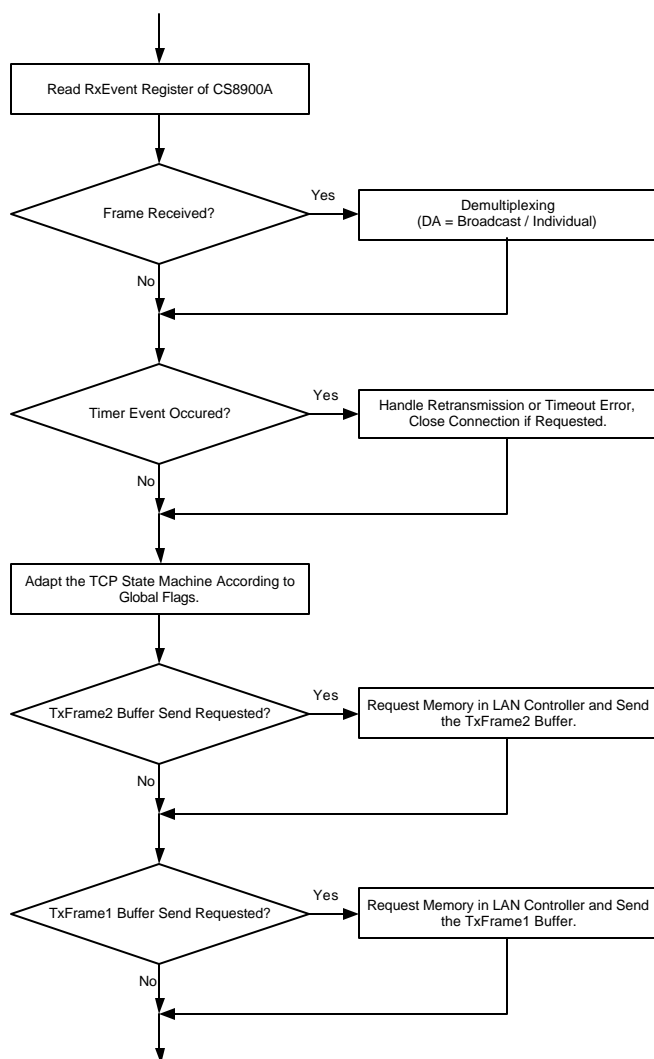 Read RxEvent Register of CS8900A
Frame Received?
Yes
Demultiplexing
(DA = Broadcast / Individual)
No
Timer Event Occured?
Yes
Handle Retransmission or Timeout Error,
Close Connection if Requested.
No
Adapt the TCP State Machine According to
Global Flags.
TxFrame2 Buffer Send Requested?
Yes
Request Memory in LAN Controller and Send
the TxFrame2 Buffer.
No
TxFrame1 Buffer Send Requested?
Yes
Request Memory in LAN Controller and Send
the TxFrame1 Buffer.
No